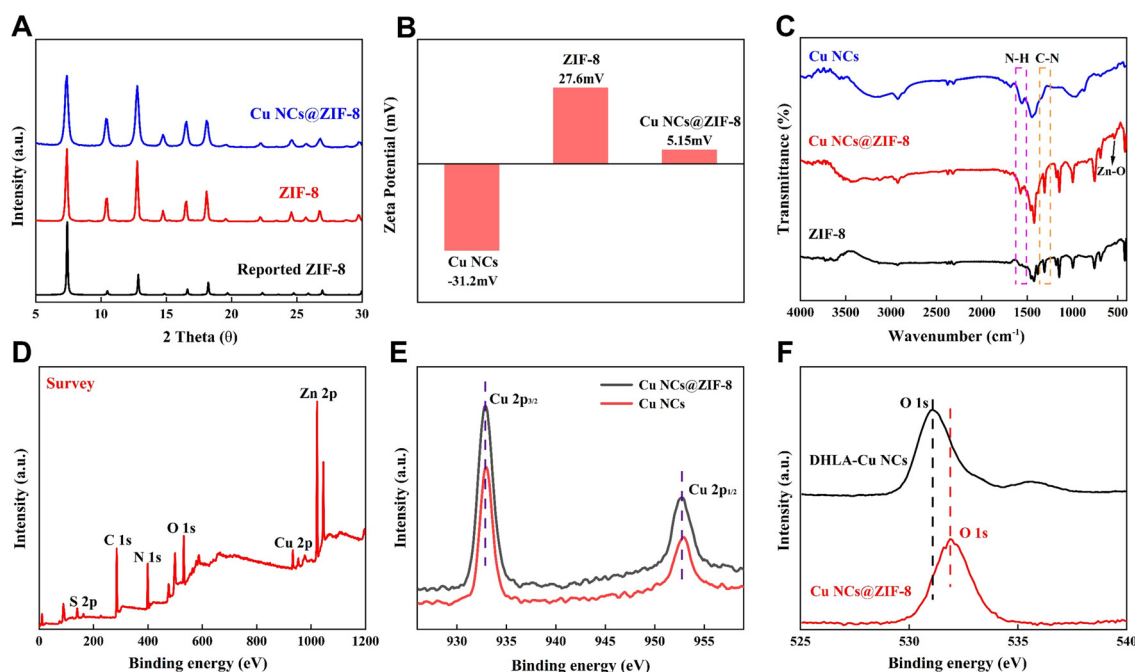 A
Intensity (a.u.)
Cu NCs@ZIF-8
ZIF-8
Reported ZIF-8
5 10 15 20 25 30
2 Theta (θ)
B
Zeta Potential (mV)
ZIF-8
27.6mV
Cu NCs@ZIF-8
5.15mV
Cu NCs
-31.2mV
C
Transmittance (%)
Cu NCs
N-H C-N
Cu NCs@ZIF-8
Zn-O
ZIF-8
4000 3500 3000 2500 2000 1500 1000 500
Wavenumber (cm⁻¹)
D
Intensity (a.u.)
Survey
Zn 2p
C 1s
O 1s
N 1s
Cu 2p
S 2p
0 200 400 600 800 1000 1200
Binding energy (eV)
E
Intensity (a.u.)
Cu 2p₃/₂
Cu NCs@ZIF-8
Cu NCs
Cu 2p₁/₂
930 940 950
Binding energy (eV)
F
Intensity (a.u.)
O 1s
DHLA-Cu NCs
O 1s
Cu NCs@ZIF-8
525 530 535 540
Binding energy (eV)